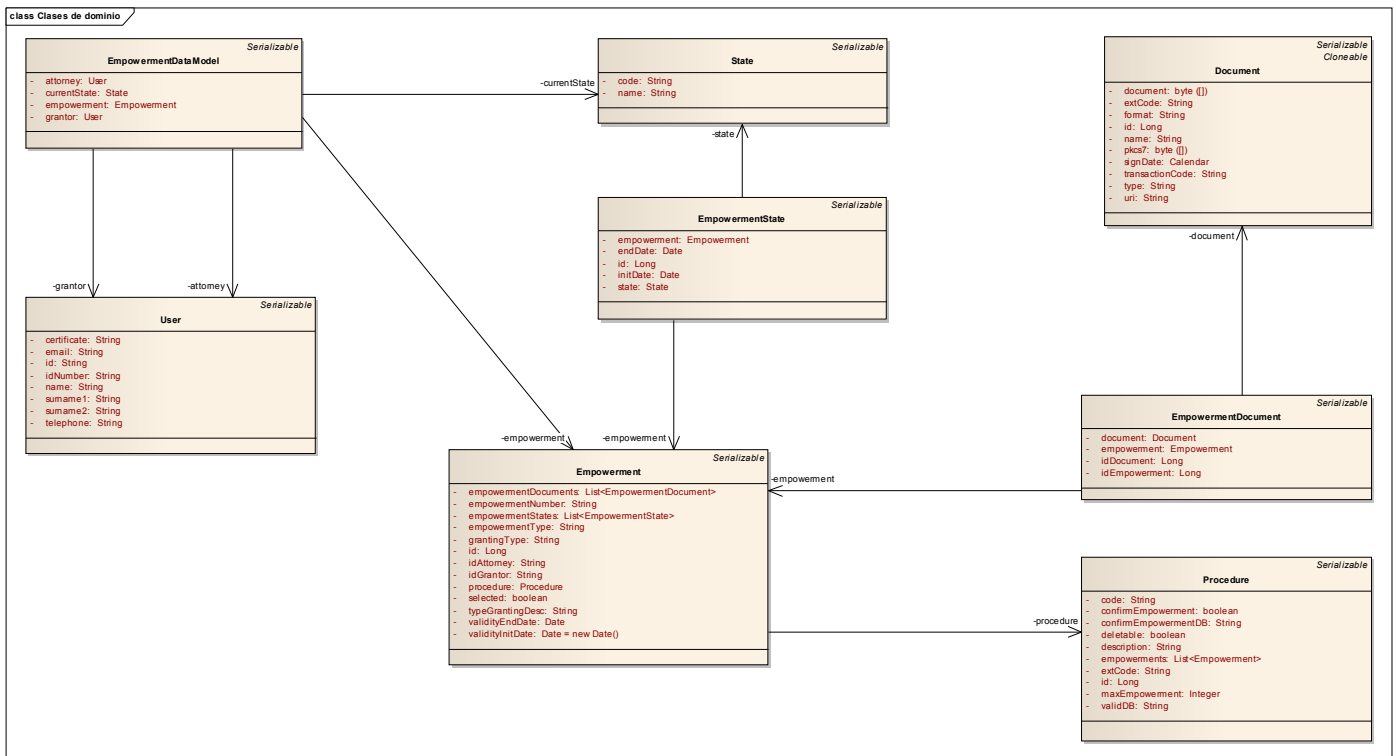 class Clases de dominio
Serializable
EmpowermentDataModel
- attorney: User
- currentState: State
- empowerment: Empowerment
- grantor: User
-currentState
Serializable
State
- code: String
- name: String
Serializable
Cloneable
Document
- document: byte ([])
- extCode: String
- format: String
- id: Long
- name: String
- pkcs7: byte ([])
- signDate: Calendar
- transactionCode: String
- type: String
- uri: String
-state
Serializable
EmpowermentState
- empowerment: Empowerment
- endDate: Date
- id: Long
- initDate: Date
- state: State
-document
-grantor
-attorney
Serializable
User
- certificate: String
- email: String
- id: String
- idNumber: String
- name: String
- surname1: String
- surname2: String
- telephone: String
-empowerment
-empowerment
Serializable
EmpowermentDocument
- document: Document
- empowerment: Empowerment
- idDocument: Long
- idEmpowerment: Long
-empowerment
Serializable
Empowerment
- empowermentDocuments: List<EmpowermentDocument>
- empowermentNumber: String
- empowermentStates: List<EmpowermentState>
- empowermentType: String
- grantingType: String
- id: Long
- idAttorney: String
- idGrantor: String
- procedure: Procedure
- selected: boolean
- typeGrantingDesc: String
- validityEndDate: Date
- validityInitDate: Date = new Date()
-procedure
Serializable
Procedure
- code: String
- confirmEmpowerment: boolean
- confirmEmpowermentDB: String
- deletable: boolean
- description: String
- empowerments: List<Empowerment>
- extCode: String
- id: Long
- maxEmpowerment: Integer
- validDB: String